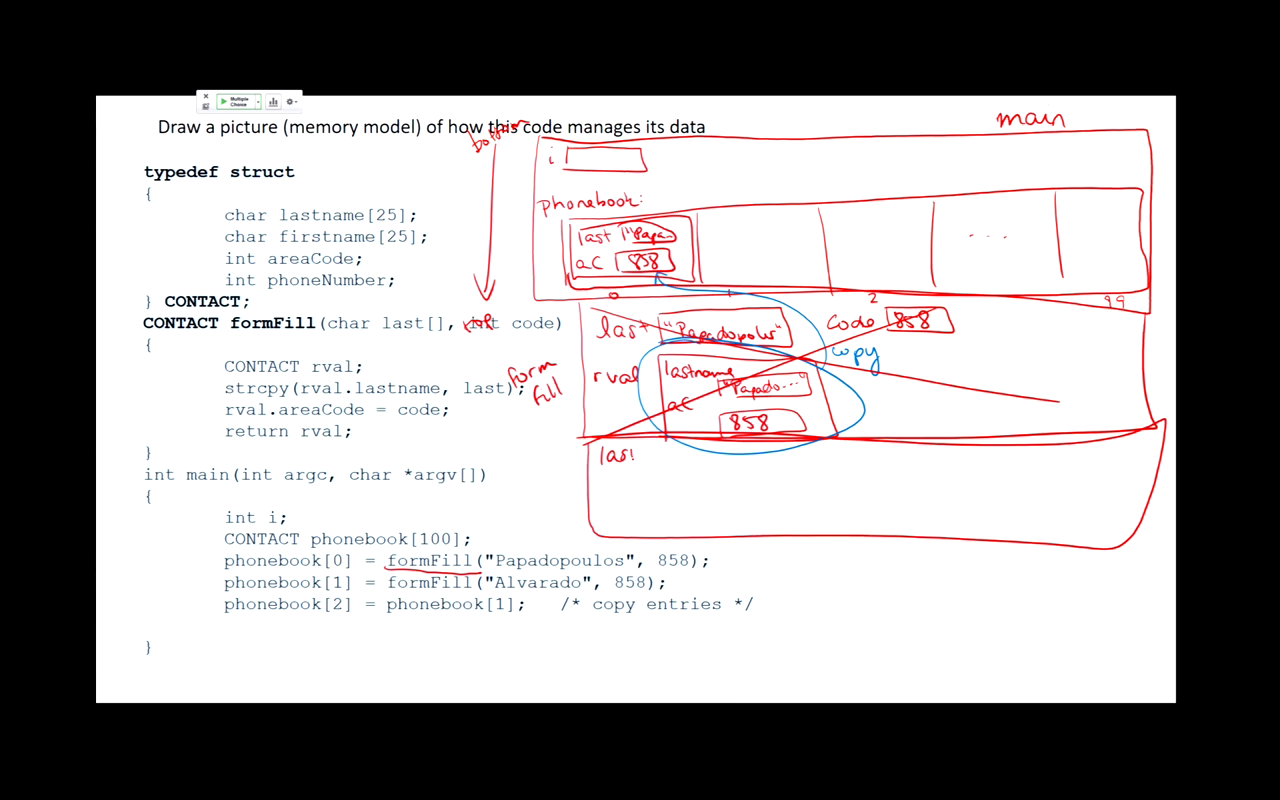 Multiple
Choice
Draw a picture (memory model) of how this code manages its data
main
bottom
i
typedef struct
{
char lastname[25];
char firstname[25];
int areaCode;
int phoneNumber;
} CONTACT;
phonebook:
last "Papa
ac 858
....
0 1 2 99
CONTACT formFill(char last[], int code)
top
{
CONTACT rval;
strcpy(rval.lastname, last);
rval.areaCode = code;
return rval;
}
form
fill
last "Papadopolis" code 858
copy
rval lastname
"Papado..."
ac
858
las
int main(int argc, char *argv[])
{
int i;
CONTACT phonebook[100];
phonebook[0] = formFill("Papadopoulos", 858);
phonebook[1] = formFill("Alvarado", 858);
phonebook[2] = phonebook[1]; /* copy entries */
}